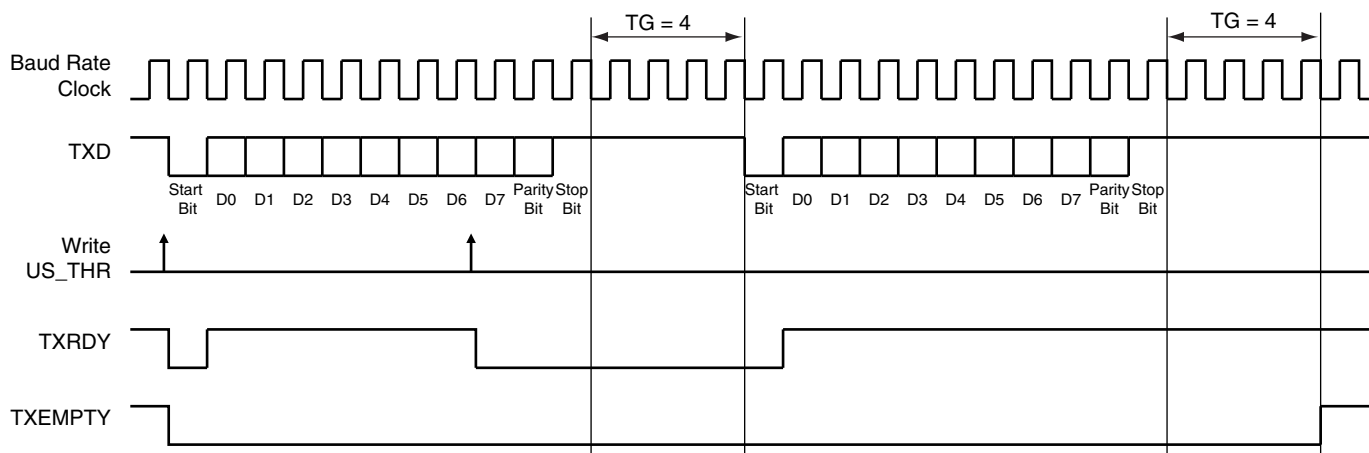 TG = 4
TG = 4
Baud Rate
Clock
TXD
Start
Bit
D0
D1
D2
D3
D4
D5
D6
D7
Parity
Bit
Stop
Bit
Start
Bit
D0
D1
D2
D3
D4
D5
D6
D7
Parity
Bit
Stop
Bit
Write
US_THR
TXRDY
TXEMPTY